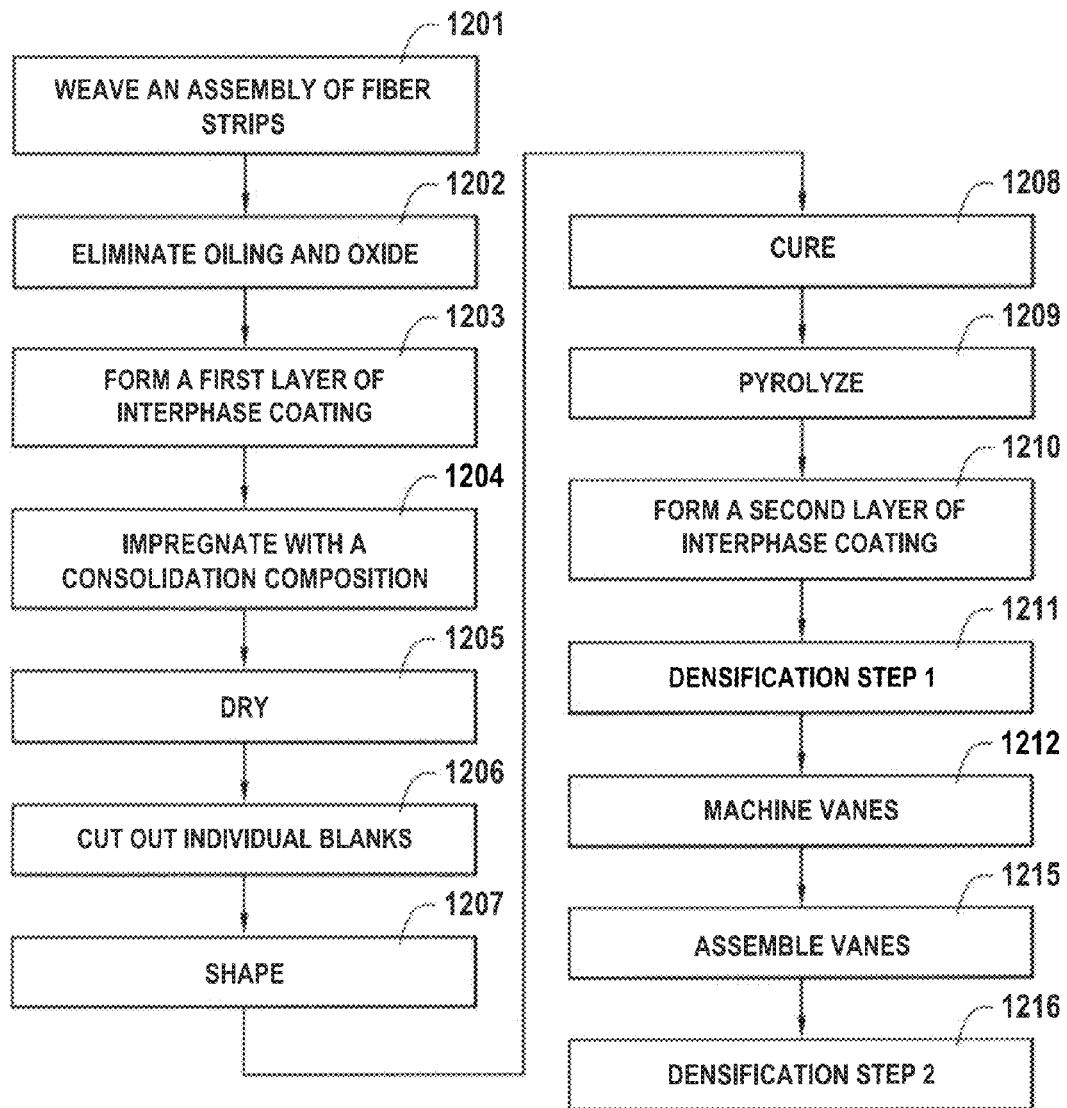 1201
WEAVE AN ASSEMBLY OF FIBER
STRIPS
1202
ELIMINATE OILING AND OXIDE
1203
FORM A FIRST LAYER OF
INTERPHASE COATING
1204
IMPREGNATE WITH A
CONSOLIDATION COMPOSITION
1205
DRY
1206
CUT OUT INDIVIDUAL BLANKS
1207
SHAPE
1208
CURE
1209
PYROLYZE
1210
FORM A SECOND LAYER OF
INTERPHASE COATING
1211
DENSIFICATION STEP 1
1212
MACHINE VANES
1215
ASSEMBLE VANES
1216
DENSIFICATION STEP 2